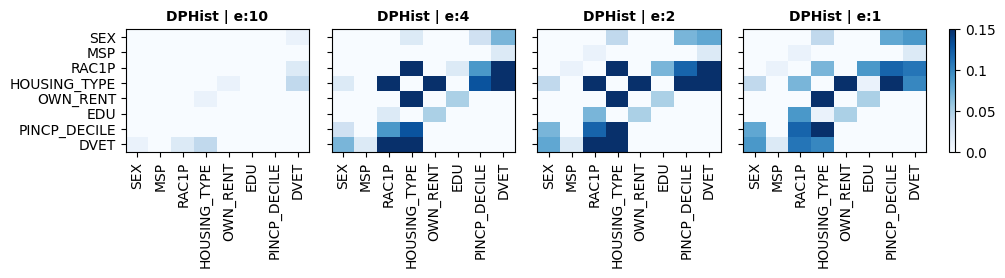 DPHist | e:10
DPHist | e:4
DPHist | e:2
DPHist | e:1
SEX
MSP
RAC1P
HOUSING_TYPE
OWN_RENT
EDU
PINCP_DECILE
DVET
0.15
0.10
0.05
0.00
SEX
MSP
RAC1P
HOUSING_TYPE
OWN_RENT
EDU
PINCP_DECILE
DVET
SEX
MSP
RAC1P
HOUSING_TYPE
OWN_RENT
EDU
PINCP_DECILE
DVET
SEX
MSP
RAC1P
HOUSING_TYPE
OWN_RENT
EDU
PINCP_DECILE
DVET
SEX
MSP
RAC1P
HOUSING_TYPE
OWN_RENT
EDU
PINCP_DECILE
DVET